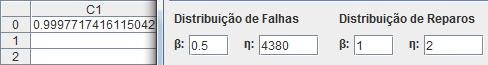 C1
0 0.9997717416115042
1
2
Distribuição de Falhas Distribuição de Reparos
β: 0.5 η: 4380 β: 1 η: 2